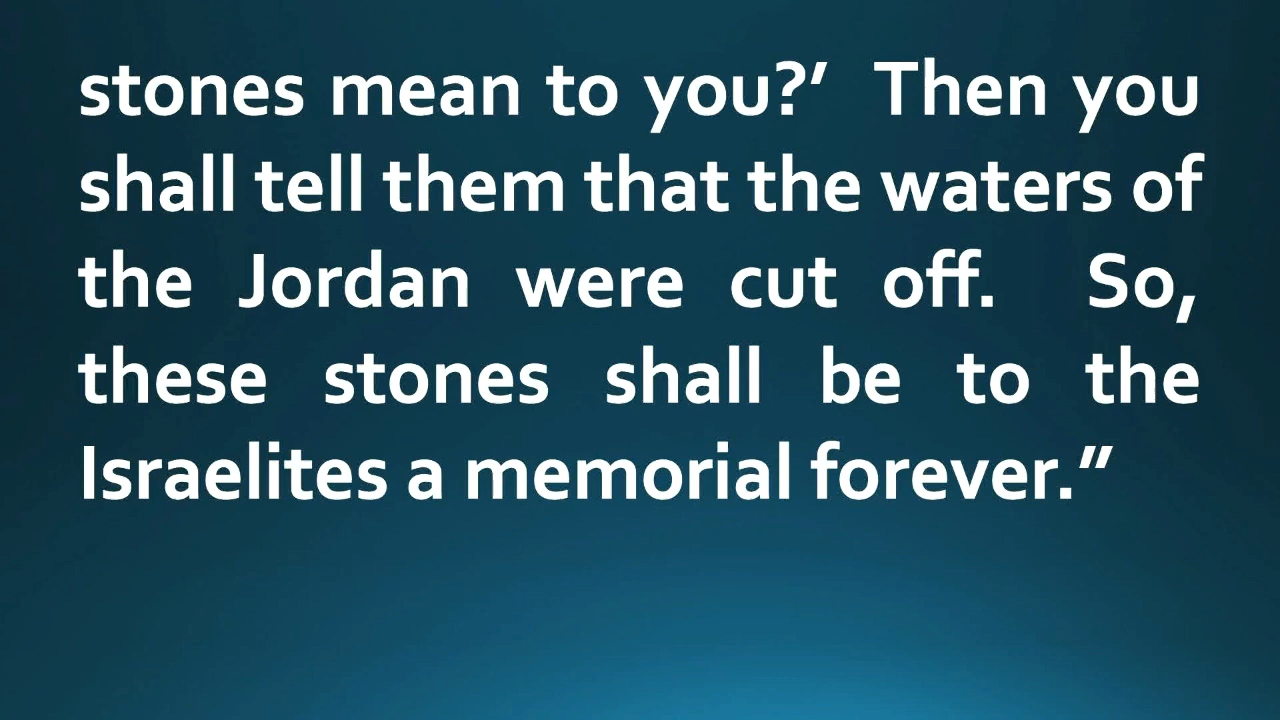 stones mean to you?’ Then you
shall tell them that the waters of
the Jordan were cut off. So,
these stones shall be to the
Israelites a memorial forever.”